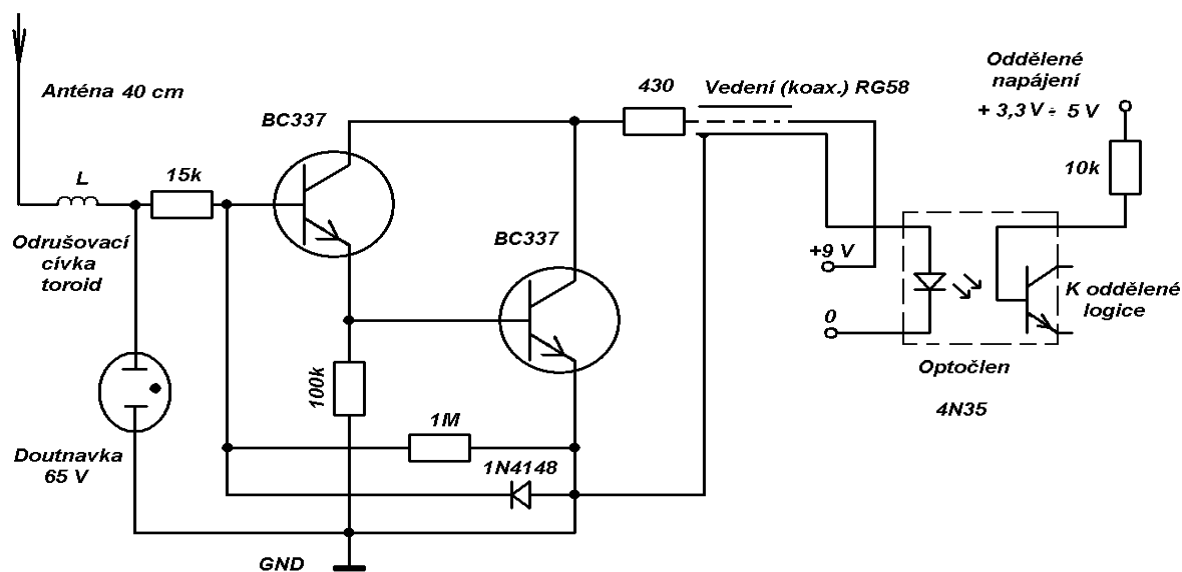 Anténa 40 cm
BC337
430
Vedení (koax.) RG58
Oddělené
napájení
+ 3,3 V ÷ 5 V
10k
L
15k
Odrušovací
cívka
toroid
BC337
+9 V
0
K oddělené
logice
Optočlen
4N35
100k
1M
1N4148
Doutnavka
65 V
GND